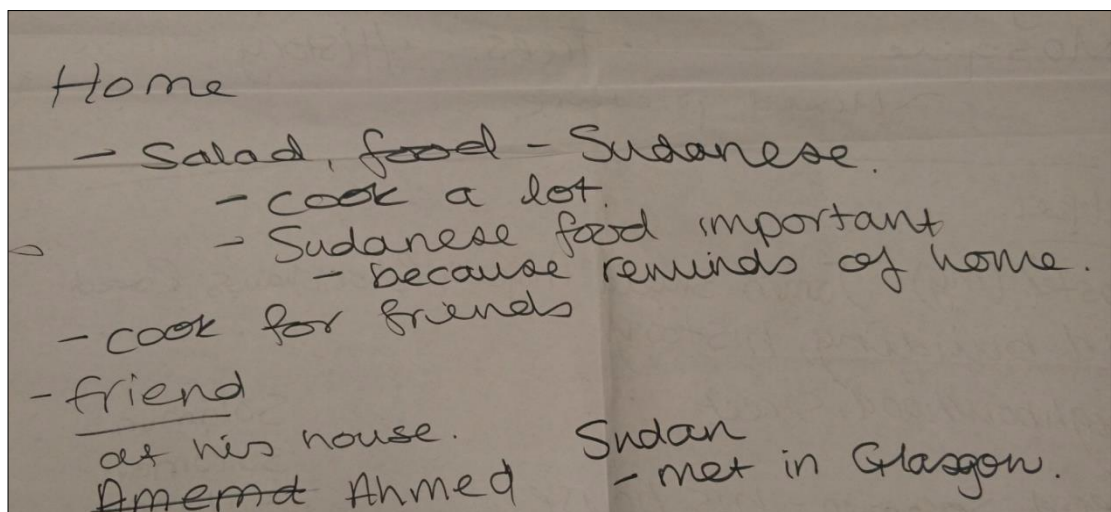 Home
- Salad, food - Sudanese.
- cook a lot.
- Sudanese food important
- because reminds of home.
- cook for friends
- friend
at his house.
Sudan
- met in Glasgow.
Amemd Ahmed